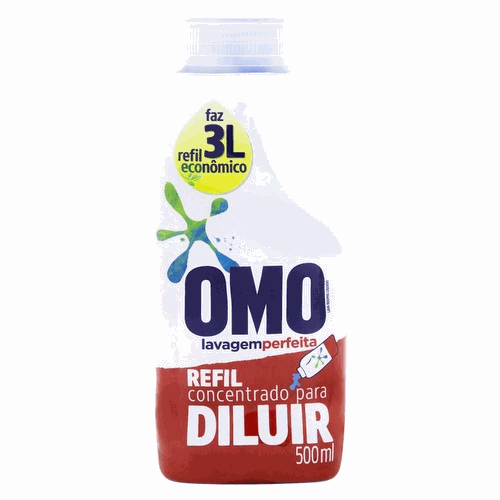 faz
3L
refil
econômico
OMO
lavagemperfeita
REFIL
concentrado para
DILUIR
500ml